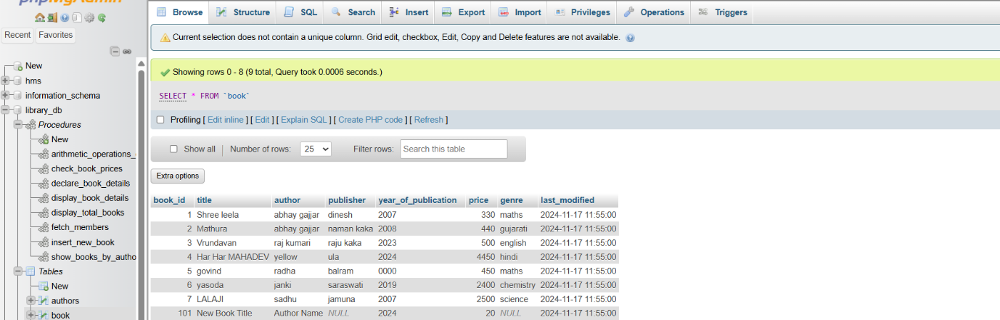 phpMyAdmin
Recent Favorites
New
hms
information_schema
library_db
Procedures
New
arithmetic_operations_
check_book_prices
declare_book_details
display_book_details
display_total_books
fetch_members
insert_new_book
show_books_by_autho
Tables
New
authors
book
Browse Structure SQL Search Insert Export Import Privileges Operations Triggers
Current selection does not contain a unique column. Grid edit, checkbox, Edit, Copy and Delete features are not available.
Showing rows 0 - 8 (9 total, Query took 0.0006 seconds.)
SELECT * FROM `book`
Profiling [ Edit inline ] [ Edit ] [ Explain SQL ] [ Create PHP code ] [ Refresh ]
Show all | Number of rows: 25 Filter rows: Search this table
Extra options
book_id title author publisher year_of_publication price genre last_modified
1 Shree leela abhay gajjar dinesh 2007 330 maths 2024-11-17 11:55:00
2 Mathura abhay gajjar naman kaka 2008 440 gujarati 2024-11-17 11:55:00
3 Vrundavan raj kumari raju kaka 2023 500 english 2024-11-17 11:55:00
4 Har Har MAHADEV yellow ula 2024 4450 hindi 2024-11-17 11:55:00
5 govind radha balram 0000 450 maths 2024-11-17 11:55:00
6 yasoda janki saraswati 2019 2400 chemistry 2024-11-17 11:55:00
7 LALAJI sadhu jamuna 2007 2500 science 2024-11-17 11:55:00
101 New Book Title Author Name NULL 2024 20 NULL 2024-11-17 11:55:00